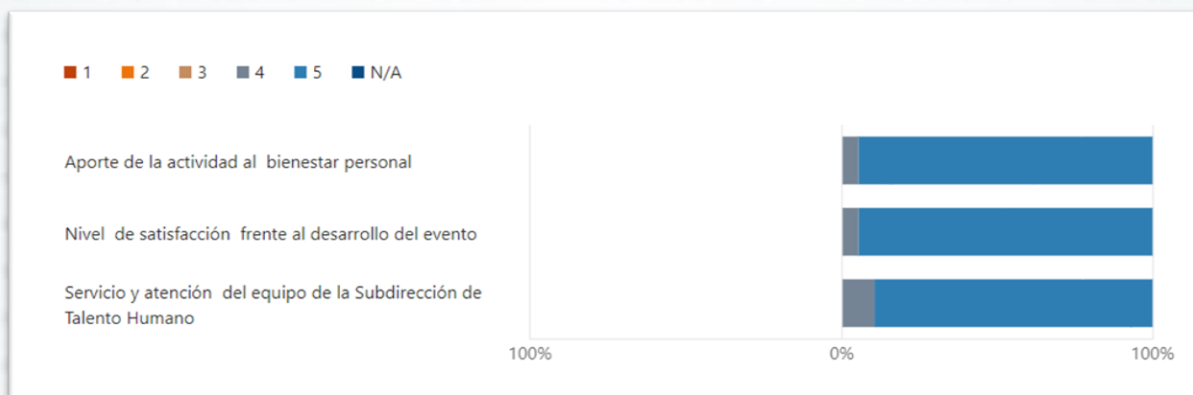 1 2 3 4 5 N/A
Aporte de la actividad al bienestar personal
Nivel de satisfacción frente al desarrollo del evento
Servicio y atención del equipo de la Subdirección de
Talento Humano
100% 0% 100%